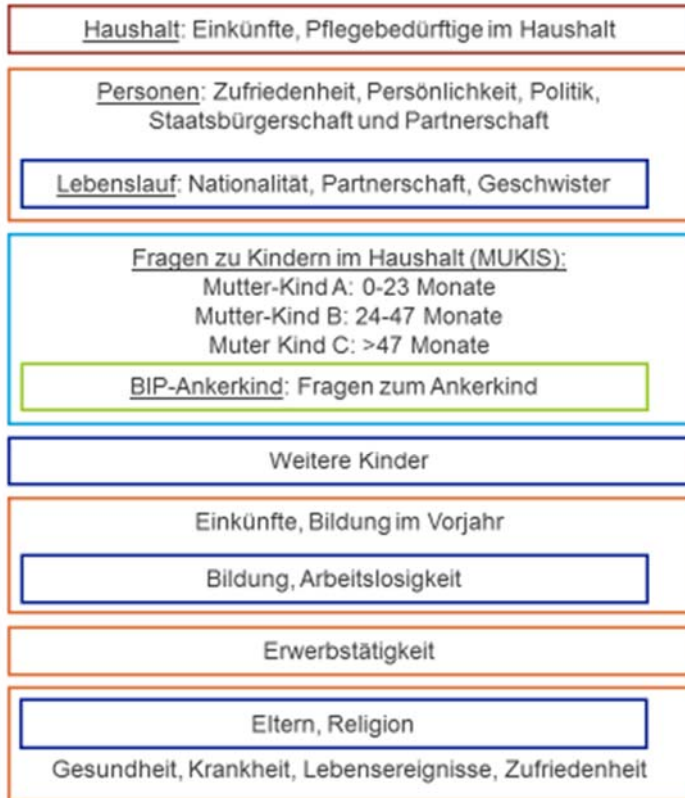 Haushalt: Einkünfte, Pflegebedürftige im Haushalt
Personen: Zufriedenheit, Persönlichkeit, Politik,
Staatsbürgerschaft und Partnerschaft
Lebenslauf: Nationalität, Partnerschaft, Geschwister
Fragen zu Kindern im Haushalt (MUKIS):
Mutter-Kind A: 0-23 Monate
Mutter-Kind B: 24-47 Monate
Muter Kind C: >47 Monate
BIP-Ankerkind: Fragen zum Ankerkind
Weitere Kinder
Einkünfte, Bildung im Vorjahr
Bildung, Arbeitslosigkeit
Erwerbstätigkeit
Eltern, Religion
Gesundheit, Krankheit, Lebensereignisse, Zufriedenheit